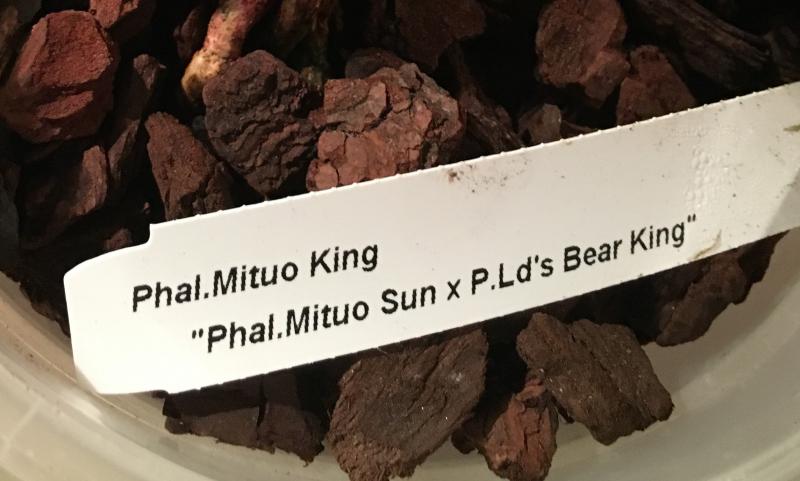 Phal.Mituo King
"Phal.Mituo Sun x P.Ld's Bear King"